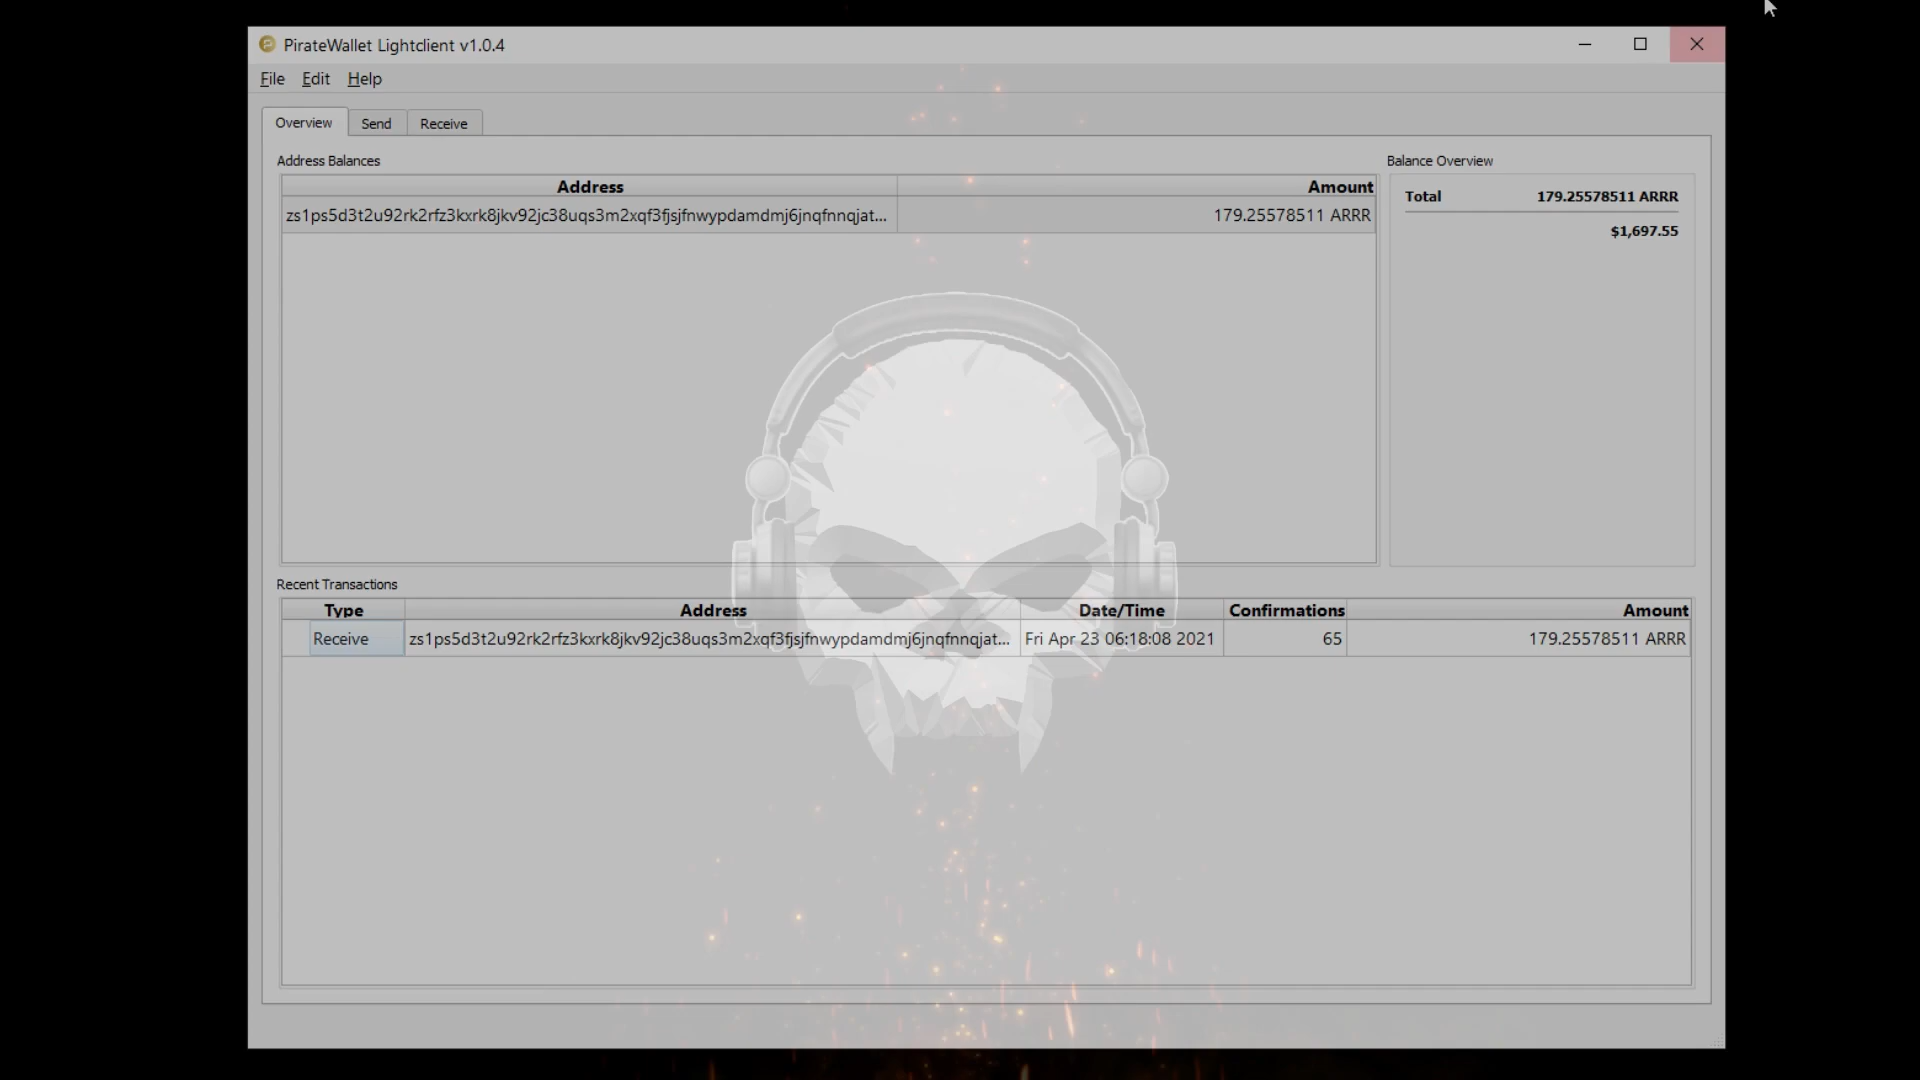 PirateWallet Lightclient v1.0.4
File Edit Help
Overview Send Receive
Address Balances
Address Amount
zs1ps5d3t2u92rk2rfz3kxrk8jkv92jc38uqs3m2xqf3fjsjfnwypdamdmj6jnqfnnqjat... 179.25578511 ARRR
Balance Overview
Total 179.25578511 ARRR
$1,697.55
Recent Transactions
Type Address Date/Time Confirmations Amount
Receive zs1ps5d3t2u92rk2rfz3kxrk8jkv92jc38uqs3m2xqf3fjsjfnwypdamdmj6jnqfnnqjat... Fri Apr 23 06:18:08 2021 65 179.25578511 ARRR